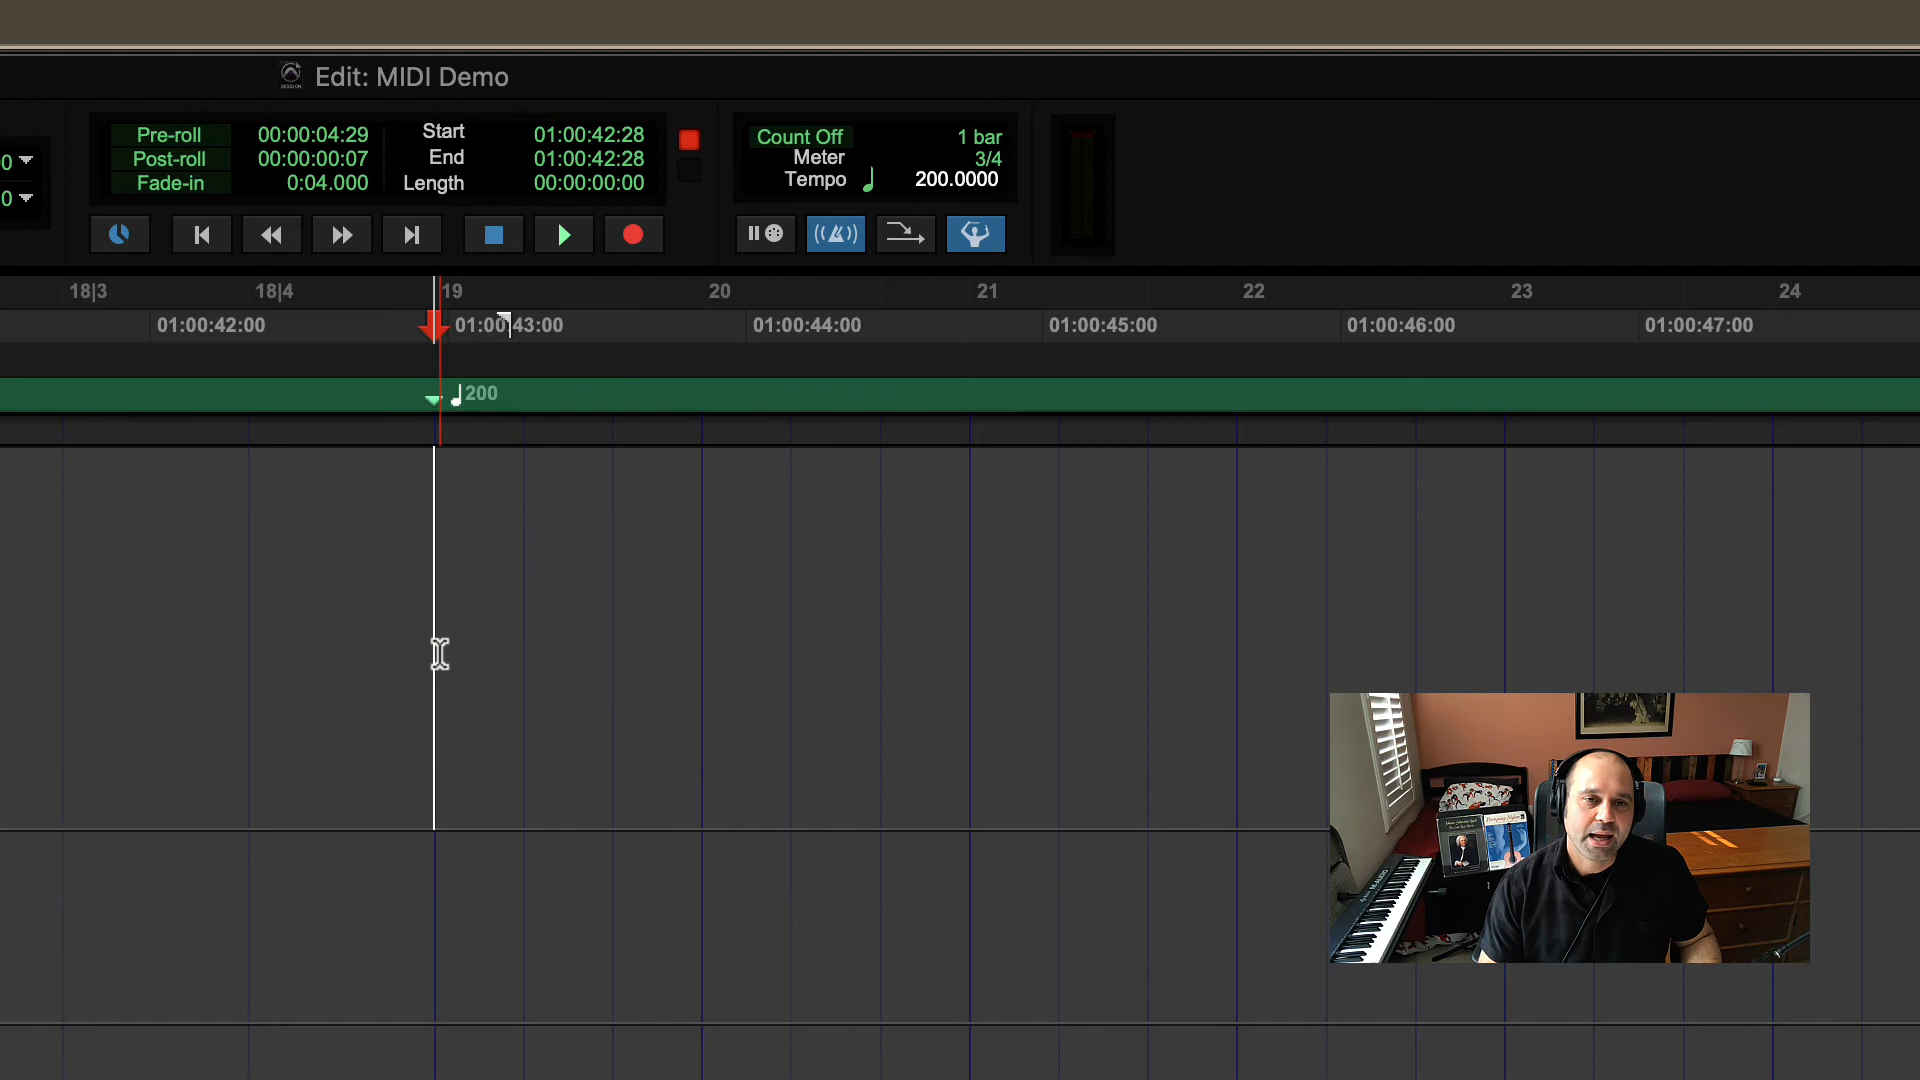 SESSION Edit: MIDI Demo
Pre-roll 00:00:04:29 Start 01:00:42:28
Post-roll 00:00:00:07 End 01:00:42:28
Fade-in 0:04.000 Length 00:00:00:00
Count Off 1 bar
Meter 3/4
Tempo 200.0000
0
0
18|3 18|4 19 20 21 22 23 24
01:00:42:00 01:00:43:00 01:00:44:00 01:00:45:00 01:00:46:00 01:00:47:00
200
M-AUDIO